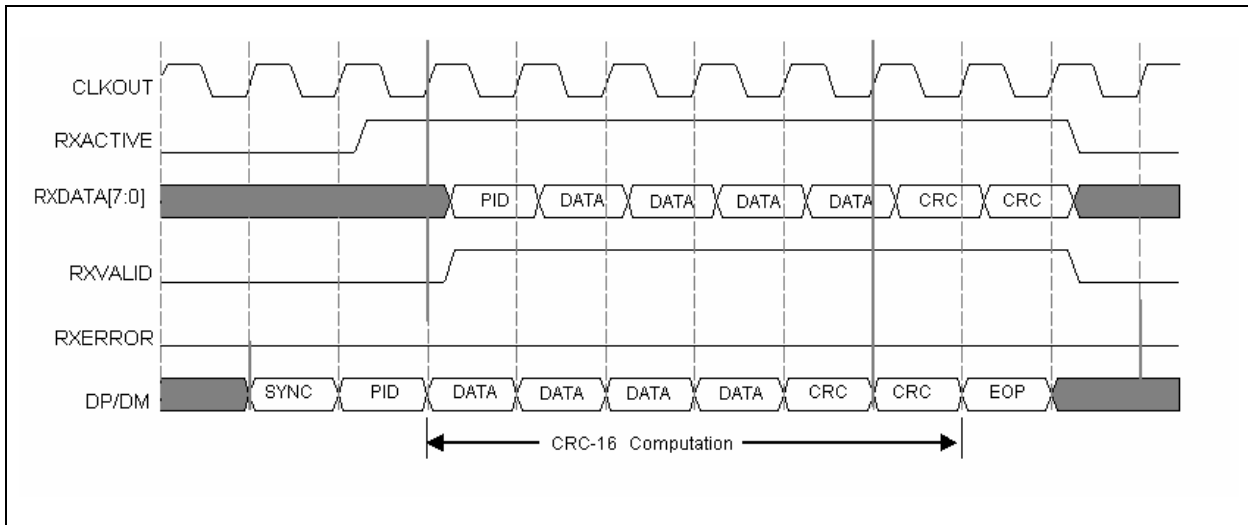 CLKOUT
RXACTIVE
RXDATA[7:0]
PID DATA DATA DATA DATA CRC CRC
RXVALID
RXERROR
DP/DM
SYNC PID DATA DATA DATA DATA CRC CRC EOP
CRC-16 Computation